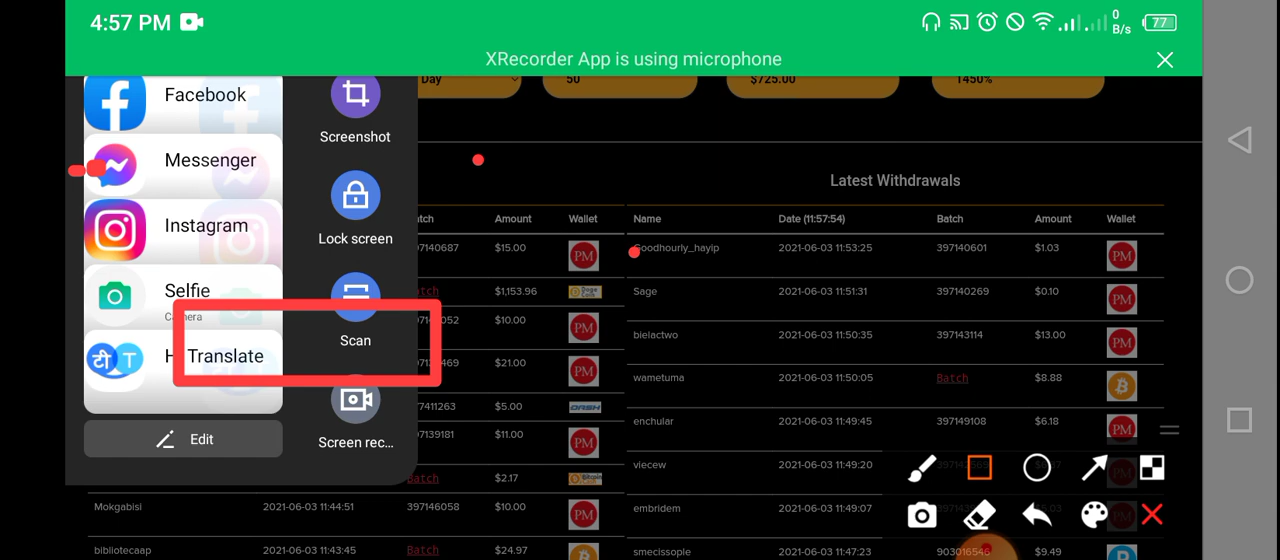 4:57 PM
0
B/s
77
XRecorder App is using microphone
Day
50
$725.00
1450%
Facebook
Messenger
Instagram
Selfie
Translate
Edit
Screenshot
Lock screen
Scan
Screen rec...
Latest Withdrawals
Amount Wallet
$15.00 PM
$1,153.96
$10.00 PM
$21.00 PM
$5.00 DASH
$11.00 PM
Batch $2.17
Mokgabisi 2021-06-03 11:44:51 397146058 $10.00 PM
bibliotecaap 2021-06-03 11:43:45 Batch $24.97
Name Date (11:57:54) Batch Amount Wallet
Goodhourly_hayip 2021-06-03 11:53:25 397140601 $1.03 PM
Sage 2021-06-03 11:51:31 397140269 $0.10 PM
bielactwo 2021-06-03 11:50:35 397143114 $13.00 PM
wametuma 2021-06-03 11:50:05 Batch $8.88
enchular 2021-06-03 11:49:45 397149108 $6.18 PM
viecew 2021-06-03 11:49:20
embridem 2021-06-03 11:49:07
smecissople 2021-06-03 11:47:23 903016546 $9.49